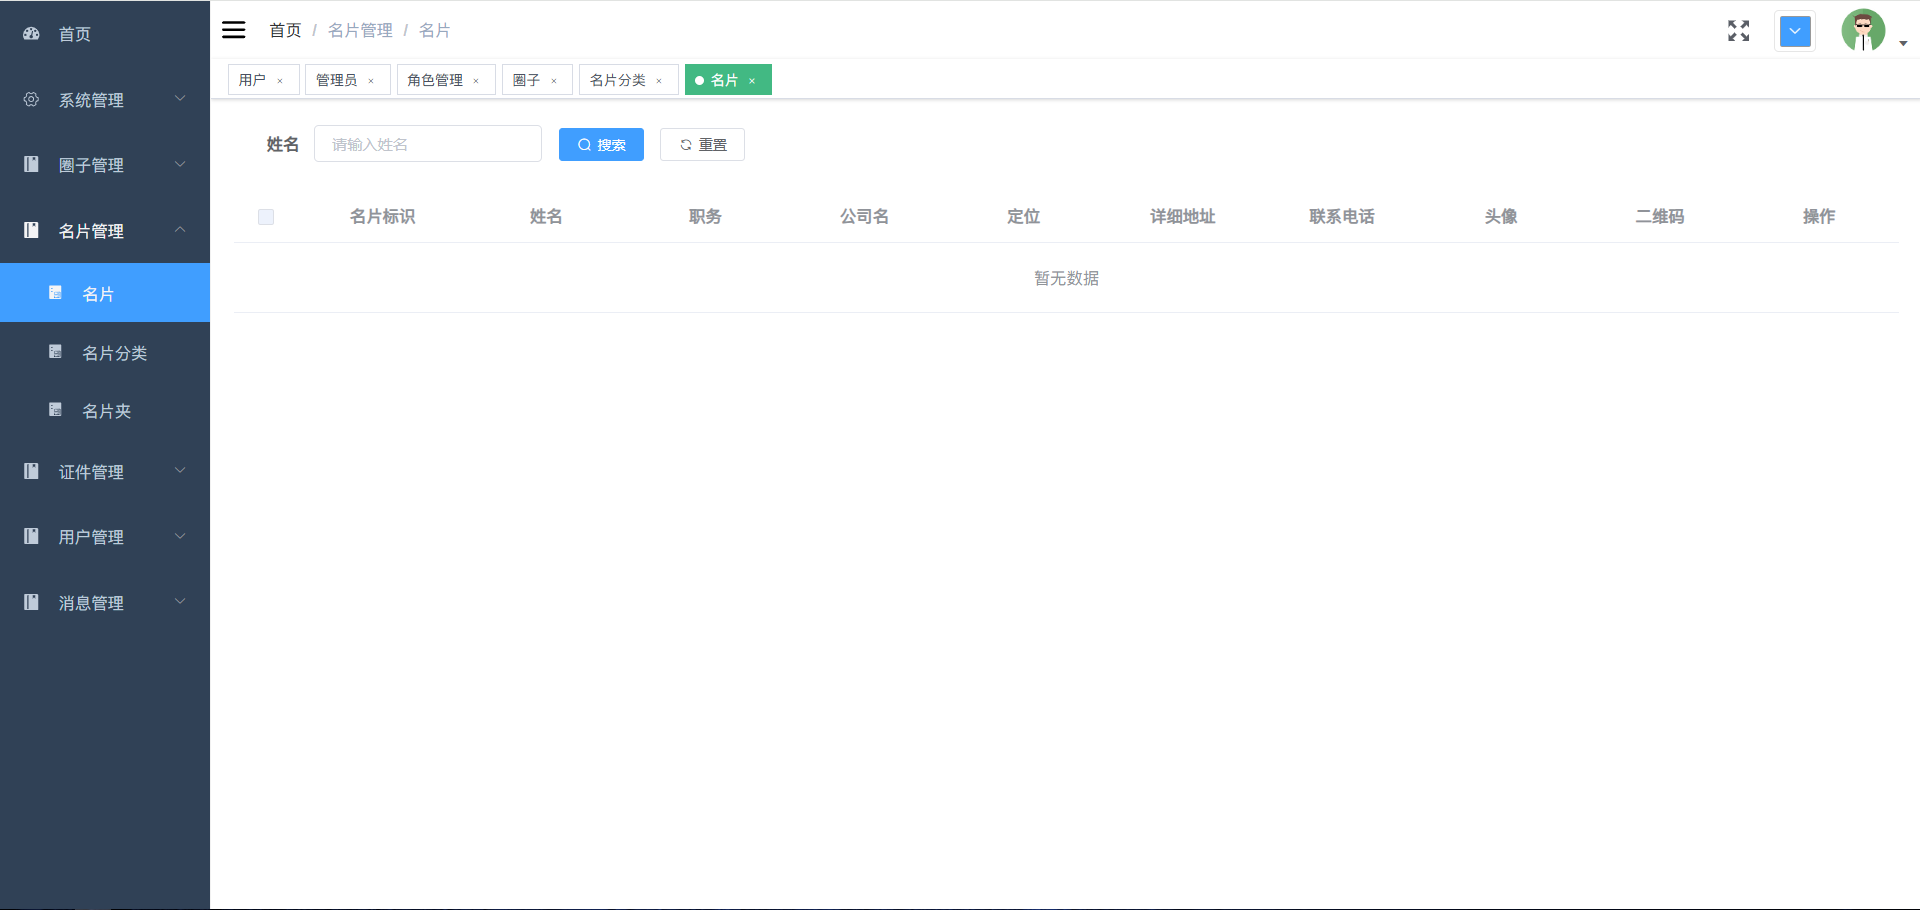 首页
系统管理
圈子管理
名片管理
名片
名片分类
名片夹
证件管理
用户管理
消息管理
首页 / 名片管理 / 名片
用户 × 管理员 × 角色管理 × 圈子 × 名片分类 × 名片 ×
姓名 请输入姓名 搜索 重置
名片标识 姓名 职务 公司名 定位 详细地址 联系电话 头像 二维码 操作
暂无数据